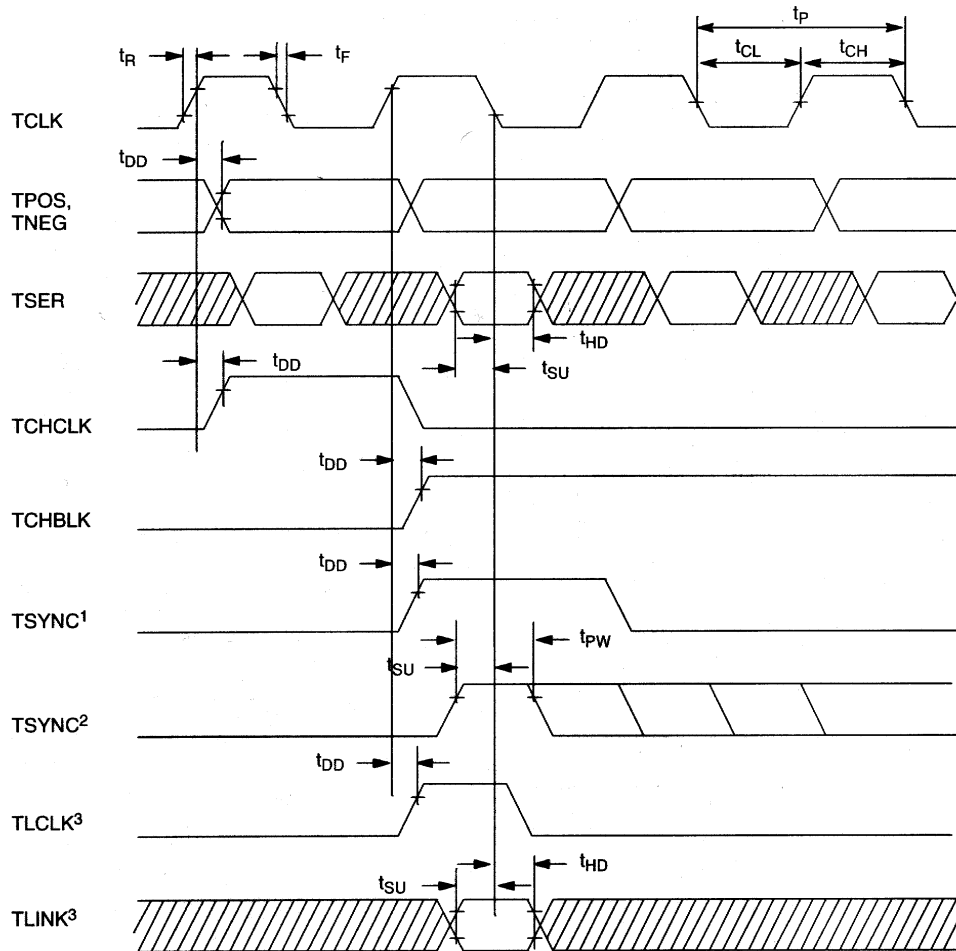 tP
tR
tF
tCL
tCH
TCLK
tDD
TPOS,
TNEG
TSER
tHD
tDD
tSU
TCHCLK
tDD
TCHBLK
tDD
TSYNC1
tPW
tSU
TSYNC2
tDD
TLCLK3
tHD
tSU
TLINK3